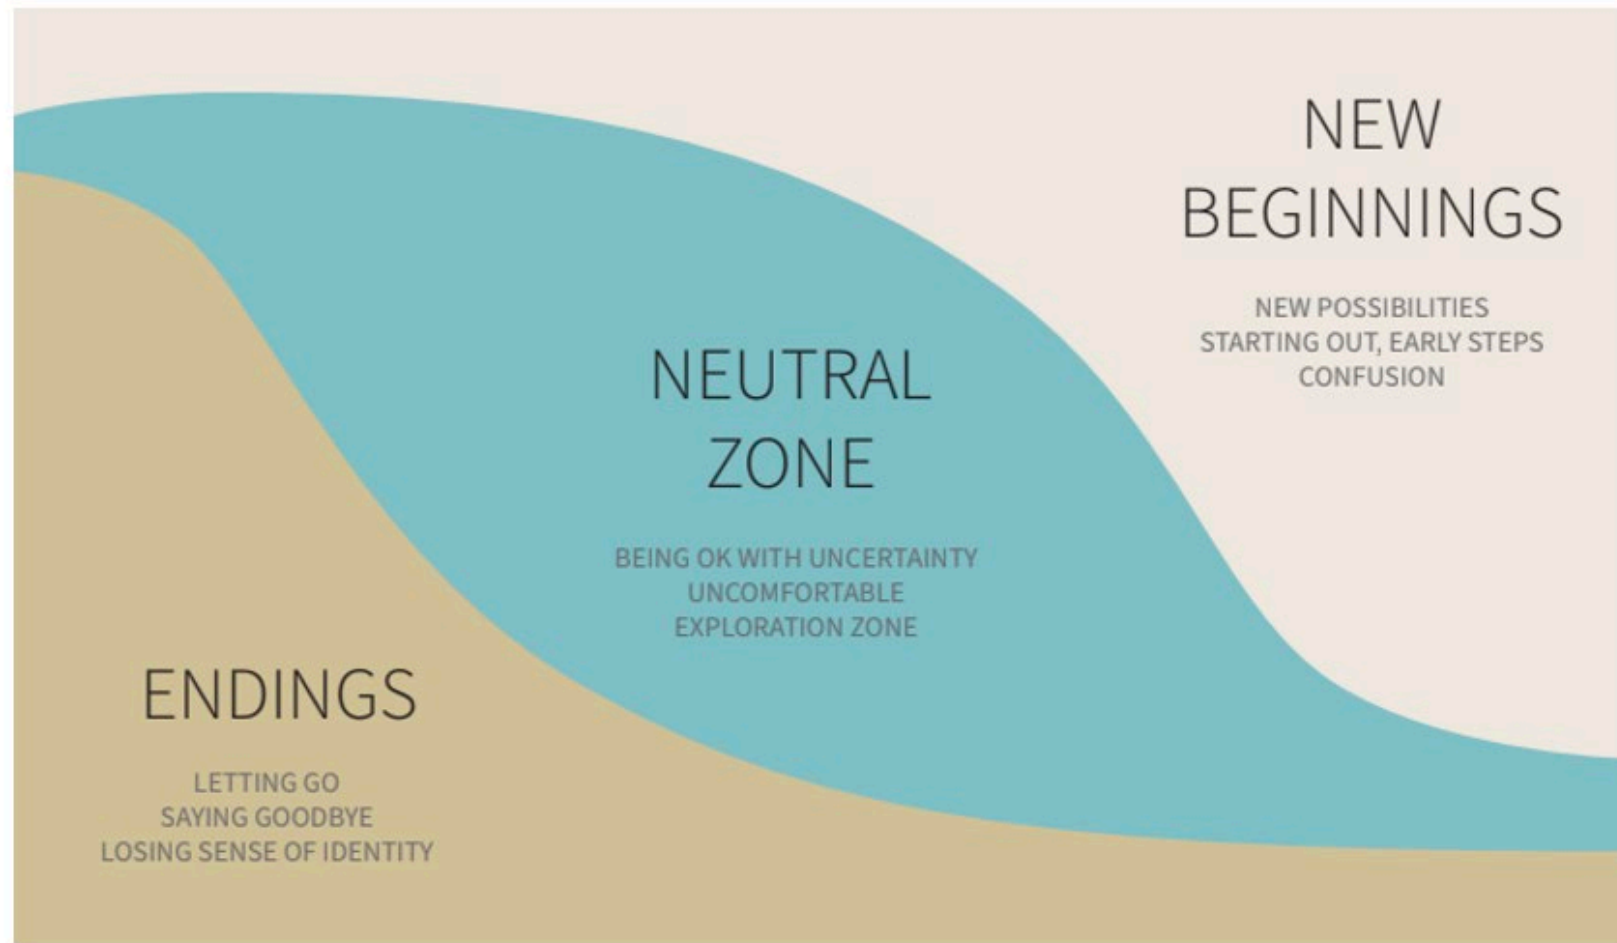 ENDINGS
LETTING GO
SAYING GOODBYE
LOSING SENSE OF IDENTITY
NEUTRAL
ZONE
BEING OK WITH UNCERTAINTY
UNCOMFORTABLE
EXPLORATION ZONE
NEW
BEGINNINGS
NEW POSSIBILITIES
STARTING OUT, EARLY STEPS
CONFUSION